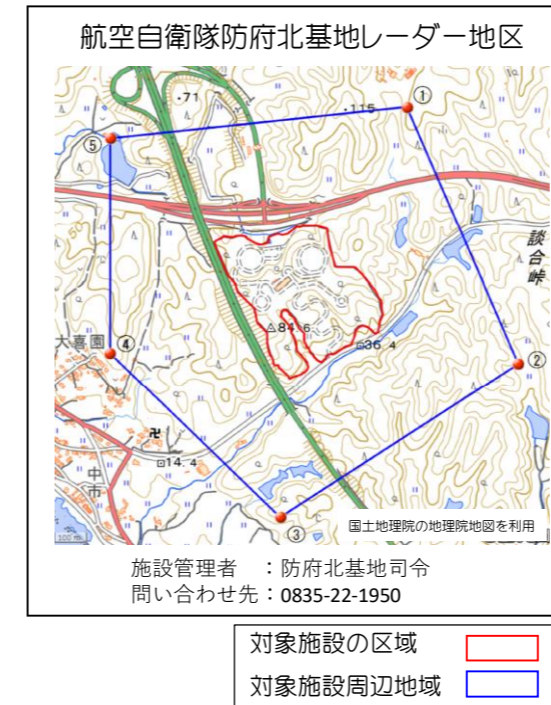 航空自衛隊防府北基地レーダー地区
・71
・115
①
⑤
談合峠
大喜園
④
△84.6
36.4
②
卍
14.4
中市
③
100 m
国土地理院の地理院地図を利用
施設管理者　：防府北基地司令
問い合わせ先：0835-22-1950
対象施設の区域
対象施設周辺地域